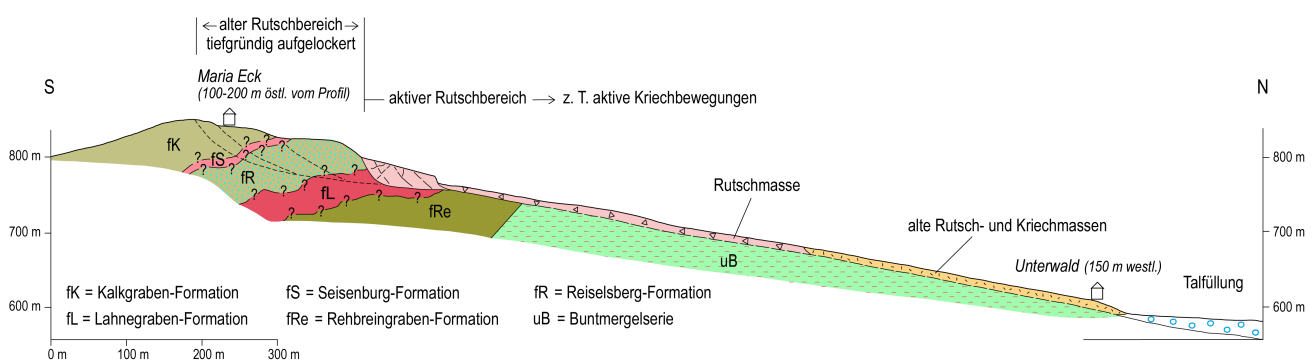 alter Rutschbereich
tiefgründig aufgelockert
S
Maria Eck
(100-200 m östl. vom Profil)
aktiver Rutschbereich
z. T. aktive Kriechbewegungen
N
800 m
fK
?
?
?
?
fS
?
?
?
fR
?
?
?
?
?
fL
?
?
?
?
?
fRe
800 m
Rutschmasse
700 m
alte Rutsch- und Kriechmassen
700 m
uB
Unterwald (150 m westl.)
Talfüllung
fK = Kalkgraben-Formation
fS = Seisenburg-Formation
fR = Reiselsberg-Formation
600 m
600 m
fL = Lahnegraben-Formation
fRe = Rehbreingraben-Formation
uB = Buntmergelserie
0 m
100 m
200 m
300 m